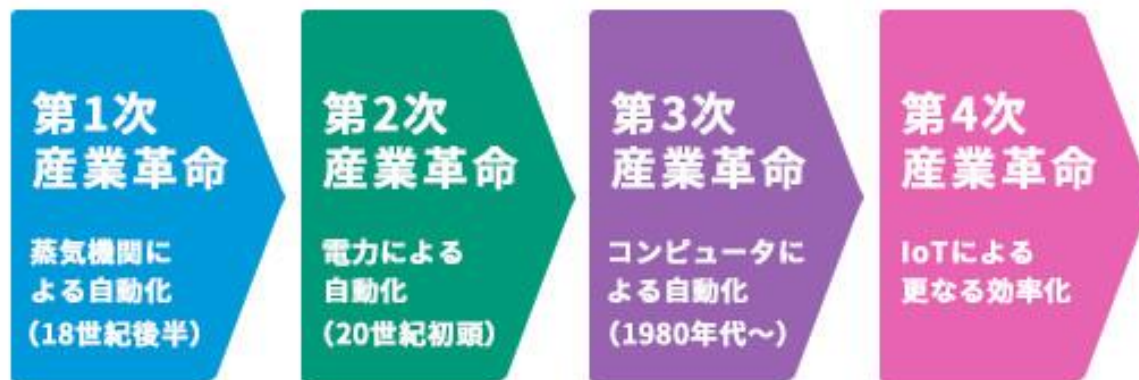 第1次
産業革命
蒸気機関に
よる自動化
(18世紀後半)
第2次
産業革命
電力による
自動化
(20世紀初頭)
第3次
産業革命
コンピュータに
よる自動化
(1980年代〜)
第4次
産業革命
IoTによる
更なる効率化